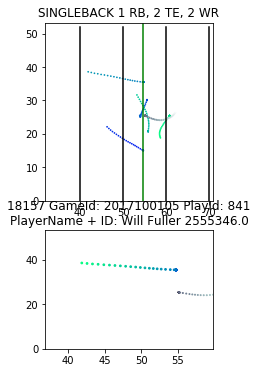 SINGLEBACK 1 RB, 2 TE, 2 WR
50
40
30
20
10
0
40 50 60 70
18157 GameId: 2017100105 PlayId: 841
PlayerName + ID: Will Fuller 2555346.0
40
20
0
40 45 50 55